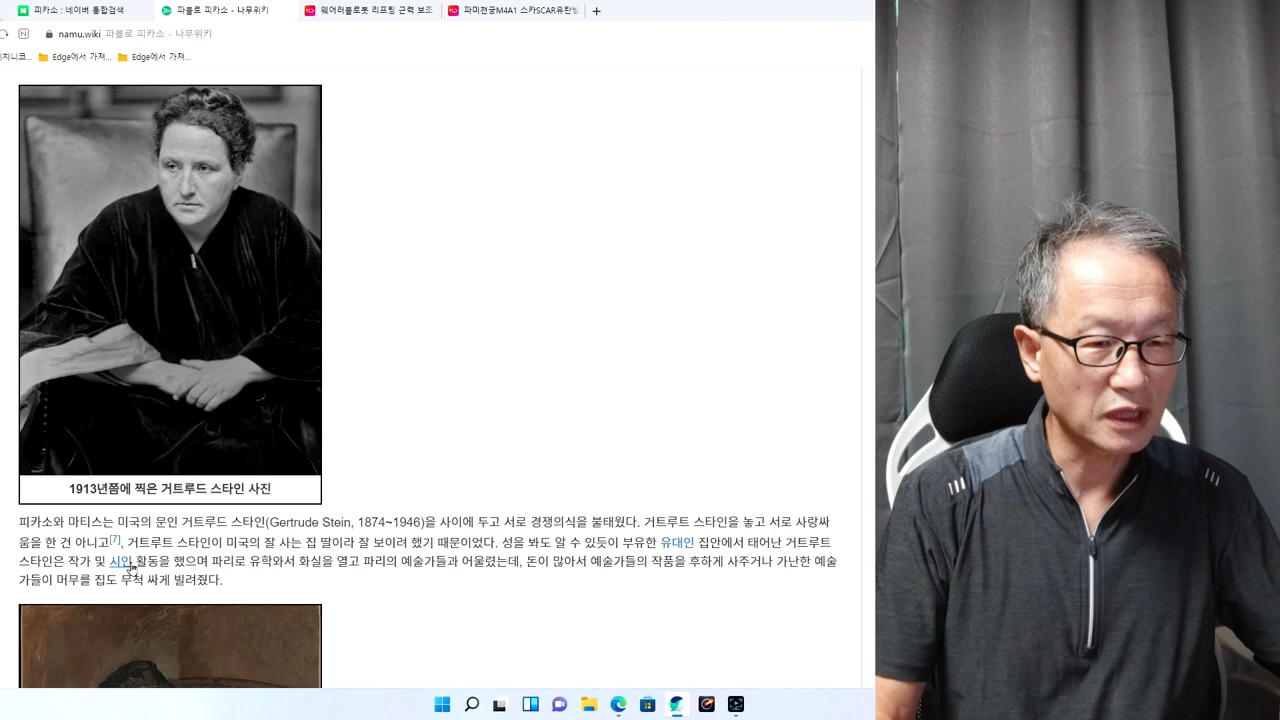 피카소 : 네이버 통합검색
파블로 피카소 - 나무위키
웨어러블로봇 리프팅 근력 보조
파미전궁M4A1 스카SCAR유탄발
namu.wiki 파블로 피카소 - 나무위키
치니코... Edge에서 가져... Edge에서 가져...
1913년쯤에 찍은 거트루드 스타인 사진
피카소와 마티스는 미국의 문인 거트루드 스타인(Gertrude Stein, 1874~1946)을 사이에 두고 서로 경쟁의식을 불태웠다. 거트루트 스타인을 놓고 서로 사랑싸
움을 한 건 아니고[7], 거트루트 스타인이 미국의 잘 사는 집 딸이라 잘 보이려 했기 때문이었다. 성을 봐도 알 수 있듯이 부유한 유대인 집안에서 태어난 거트루트
스타인은 작가 및 시인 활동을 했으며 파리로 유학와서 화실을 열고 파리의 예술가들과 어울렸는데, 돈이 많아서 예술가들의 작품을 후하게 사주거나 가난한 예술
가들이 머무를 집도 무척 싸게 빌려줬다.